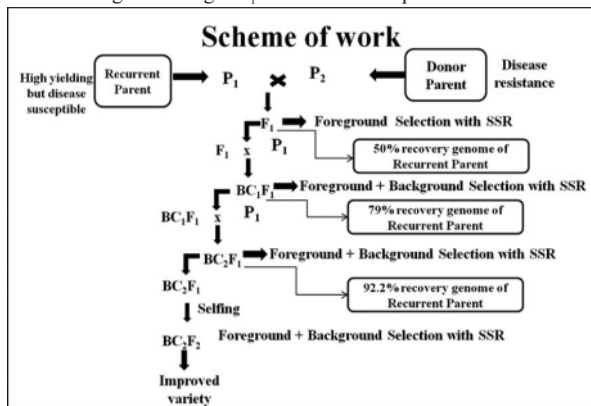 Scheme of work
High yielding
but disease
susceptible
Recurrent
Parent
P1
P2
Donor
Parent
Disease
resistance
F1
Foreground Selection with SSR
F1 x P1
50% recovery genome of
Recurrent Parent
BC1F1
Foreground + Background Selection with SSR
BC1F1 x P1
79% recovery genome of
Recurrent Parent
BC2F1
Foreground + Background Selection with SSR
BC2F1
92.2% recovery genome of
Recurrent Parent
Selfing
BC2F2
Foreground + Background Selection with SSR
Improved
variety